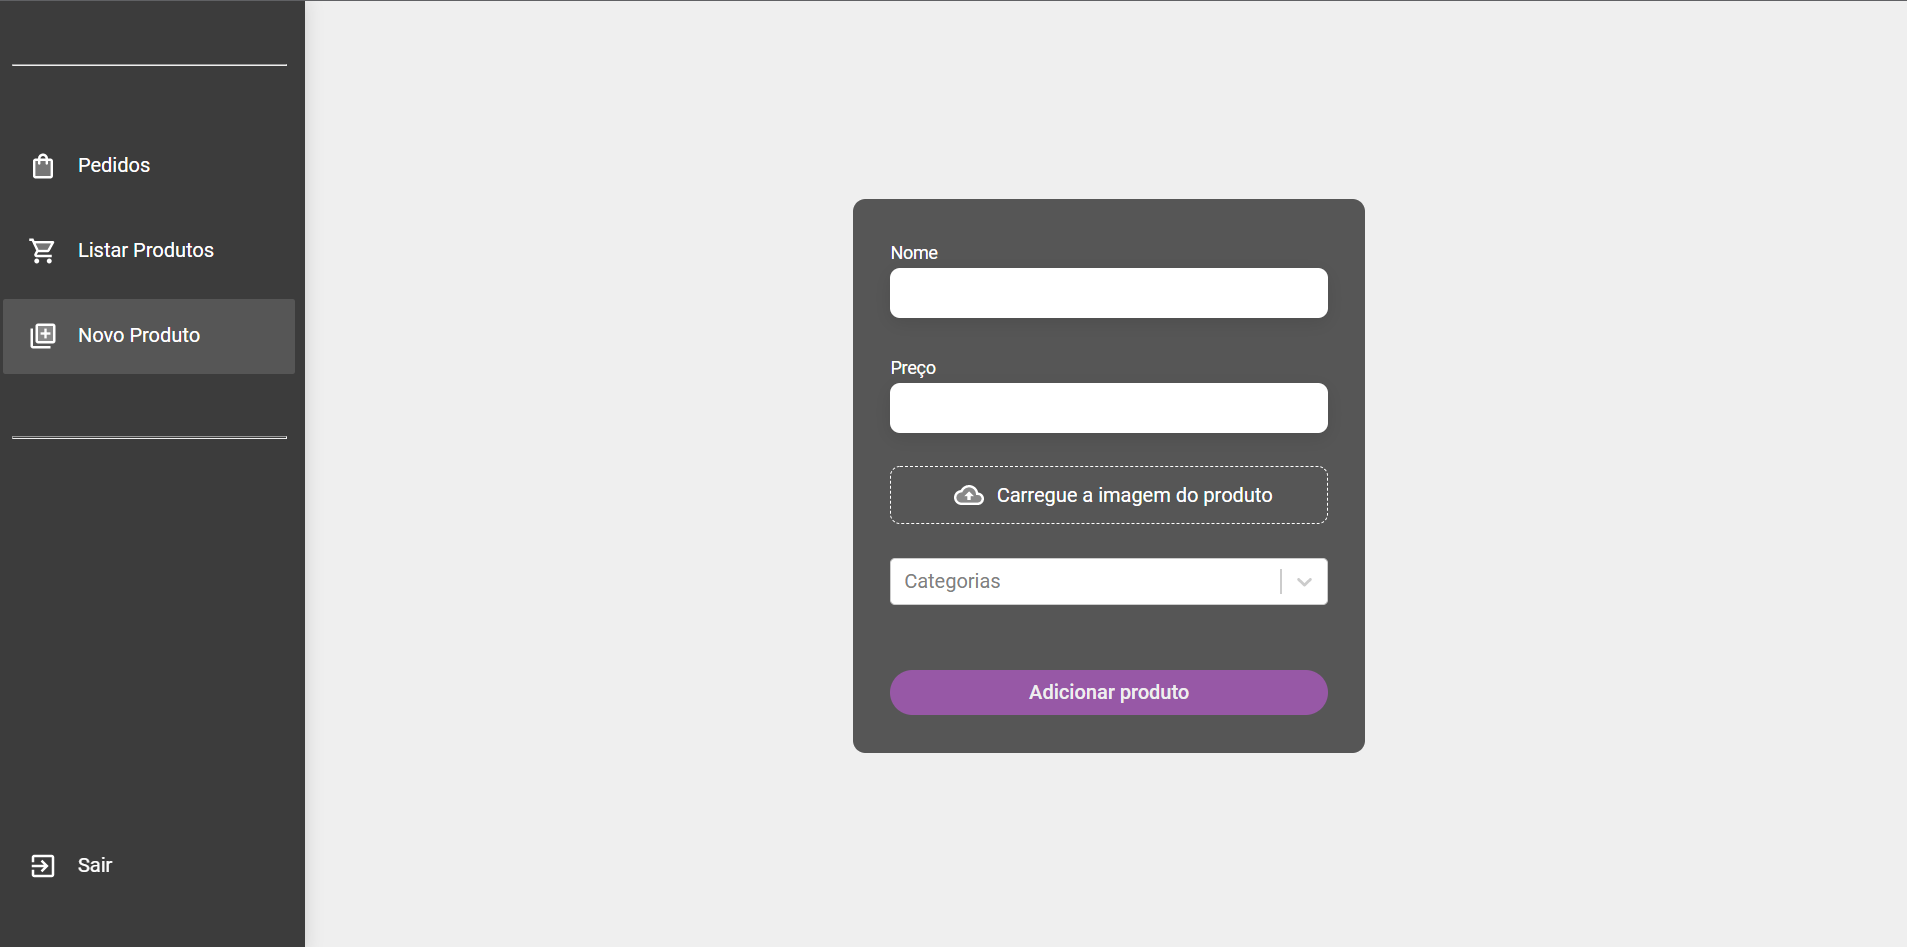 Pedidos
Listar Produtos
Novo Produto
Sair
Nome
Preço
Carregue a imagem do produto
Categorias
Adicionar produto